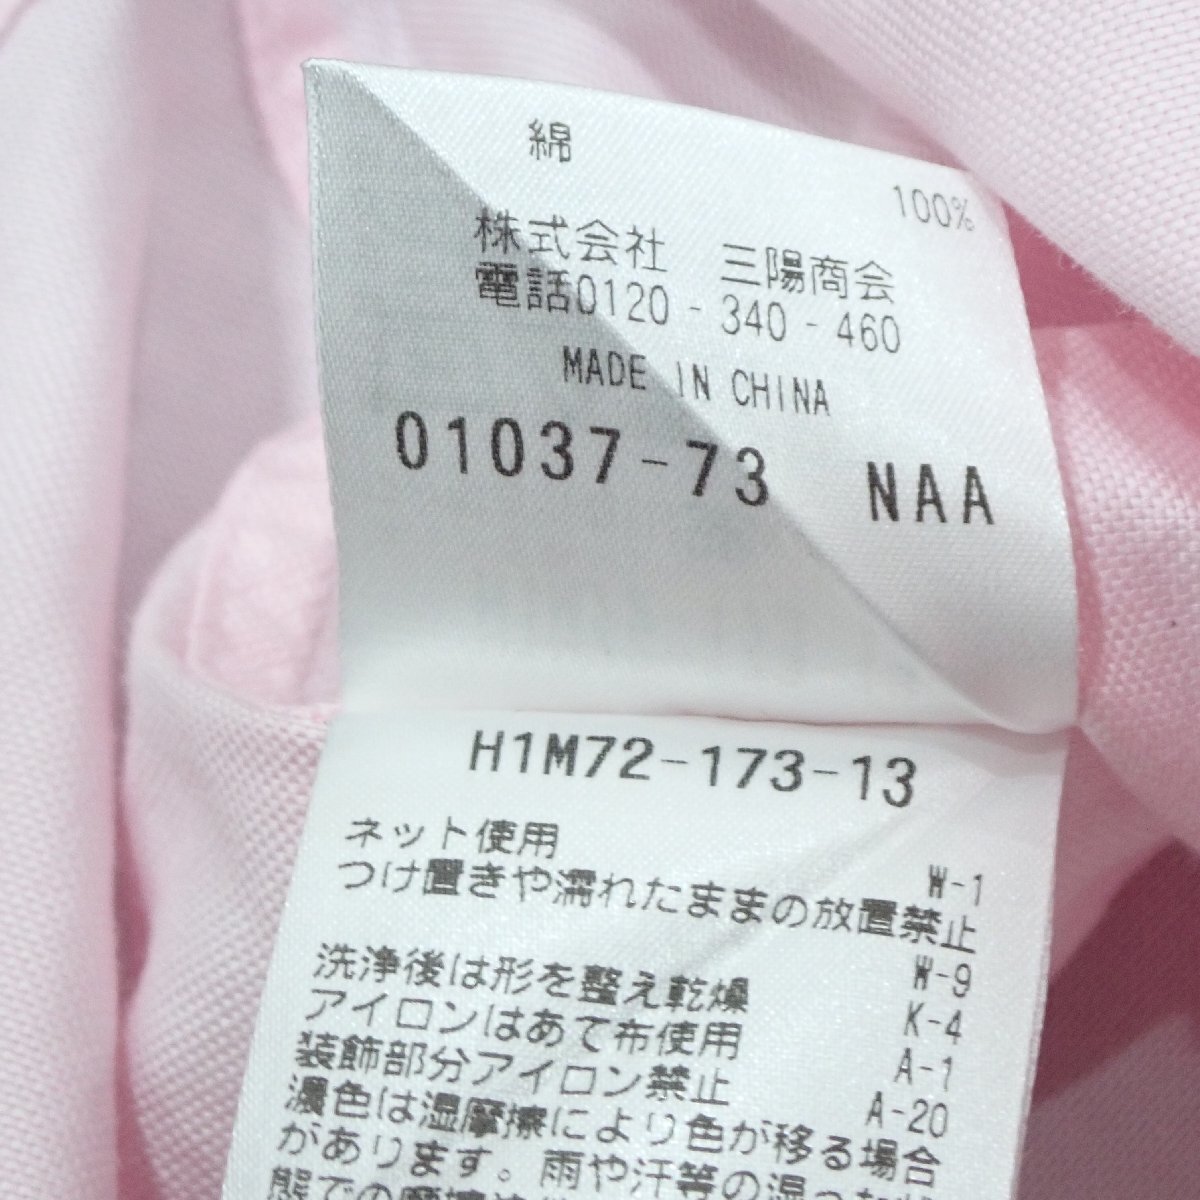 綿 100%
株式会社 三陽商会
電話0120-340-460
MADE IN CHINA
01037-73 NAA
H1M72-173-13
ネット使用 W-1
つけ置きや濡れたままの放置禁止 W-9
洗浄後は形を整え乾燥 K-4
アイロンはあて布使用 A-1
装飾部分アイロン禁止 A-20
濃色は湿摩擦により色が移る場合
があります。雨や汗等の湿った状
態での摩擦